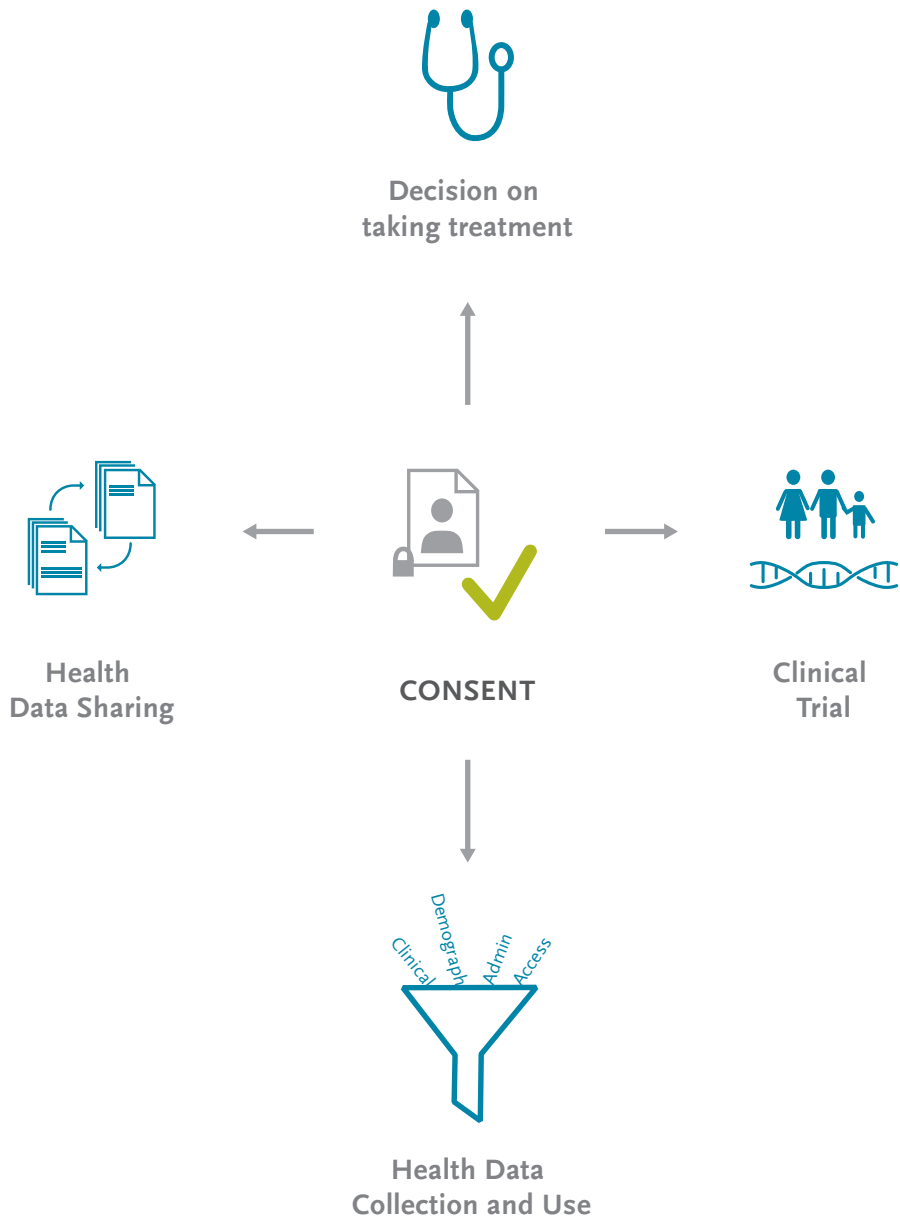 Decision on
taking treatment
Health
Data Sharing
CONSENT
Clinical
Trial
Clinical
Demograph
Admin
Access
Health Data
Collection and Use